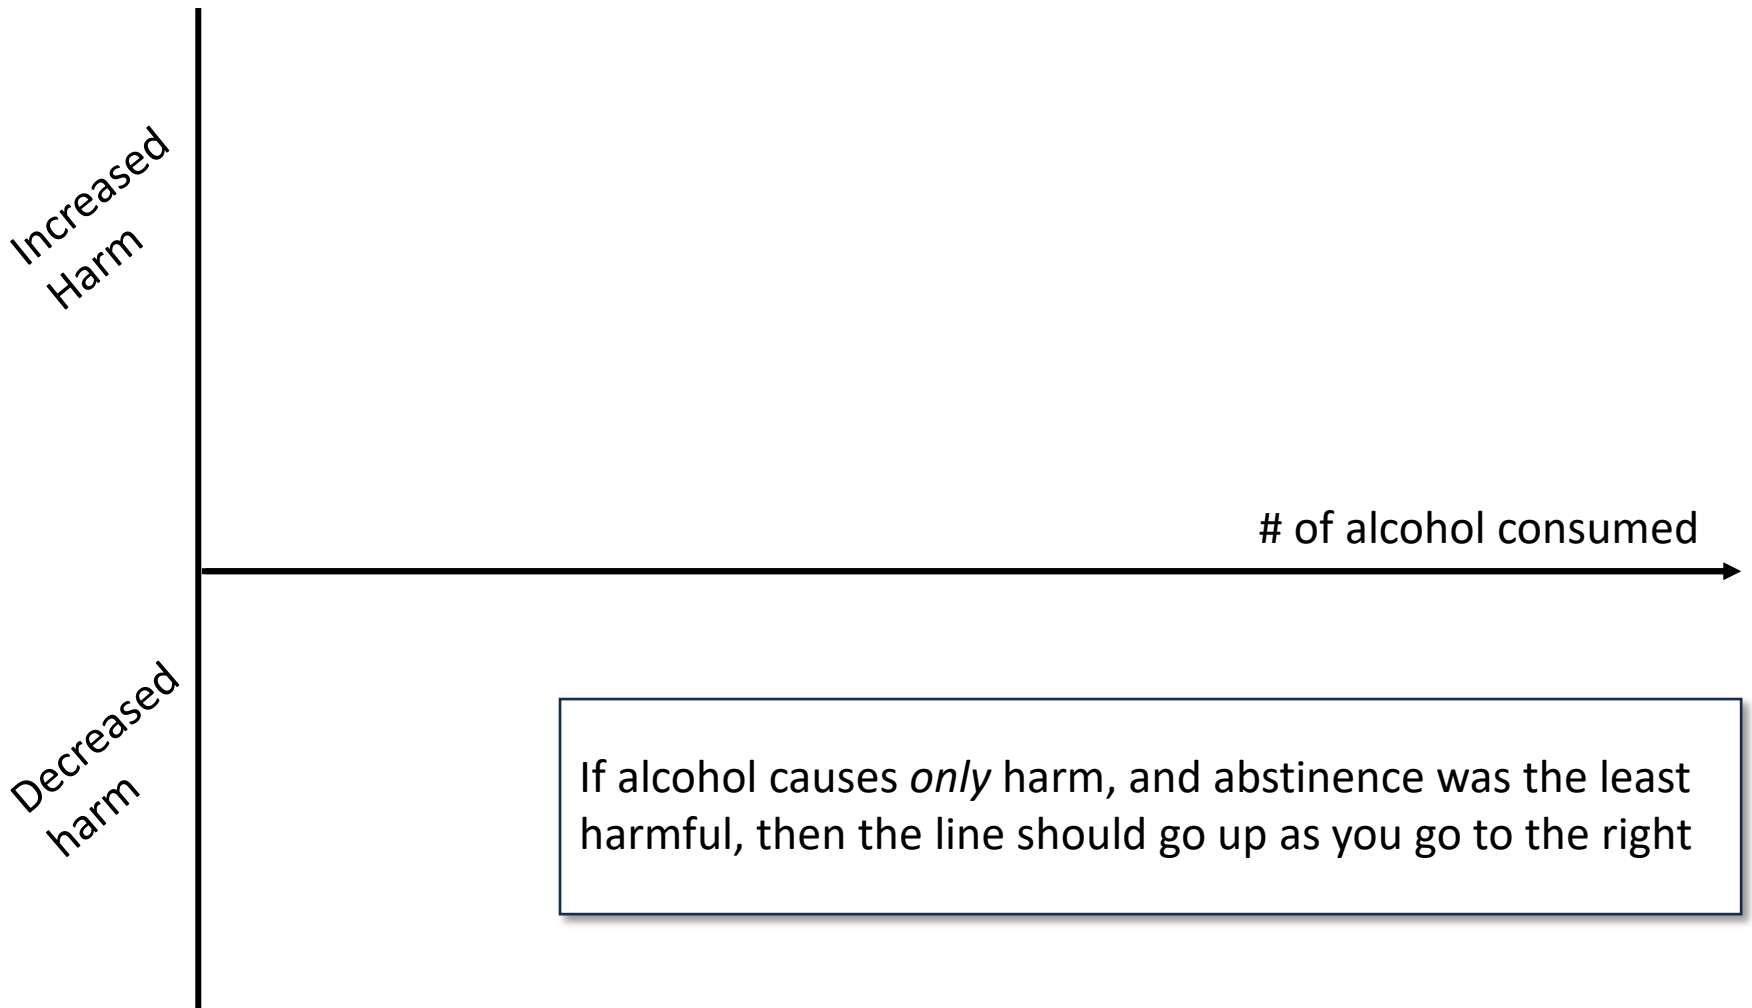 Increased
Harm
# of alcohol consumed
Decreased
harm
If alcohol causes only harm, and abstinence was the least
harmful, then the line should go up as you go to the right